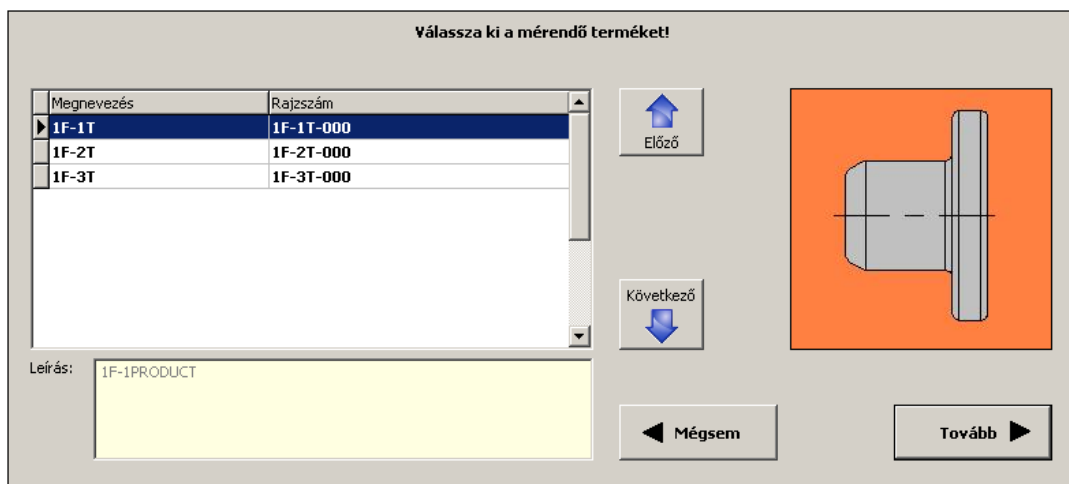 Válassza ki a mérendő terméket!
Megnevezés Rajzszám
1F-1T 1F-1T-000
1F-2T 1F-2T-000
1F-3T 1F-3T-000
Előző
Következő
Leírás: 1F-1PRODUCT
Mégsem Tovább